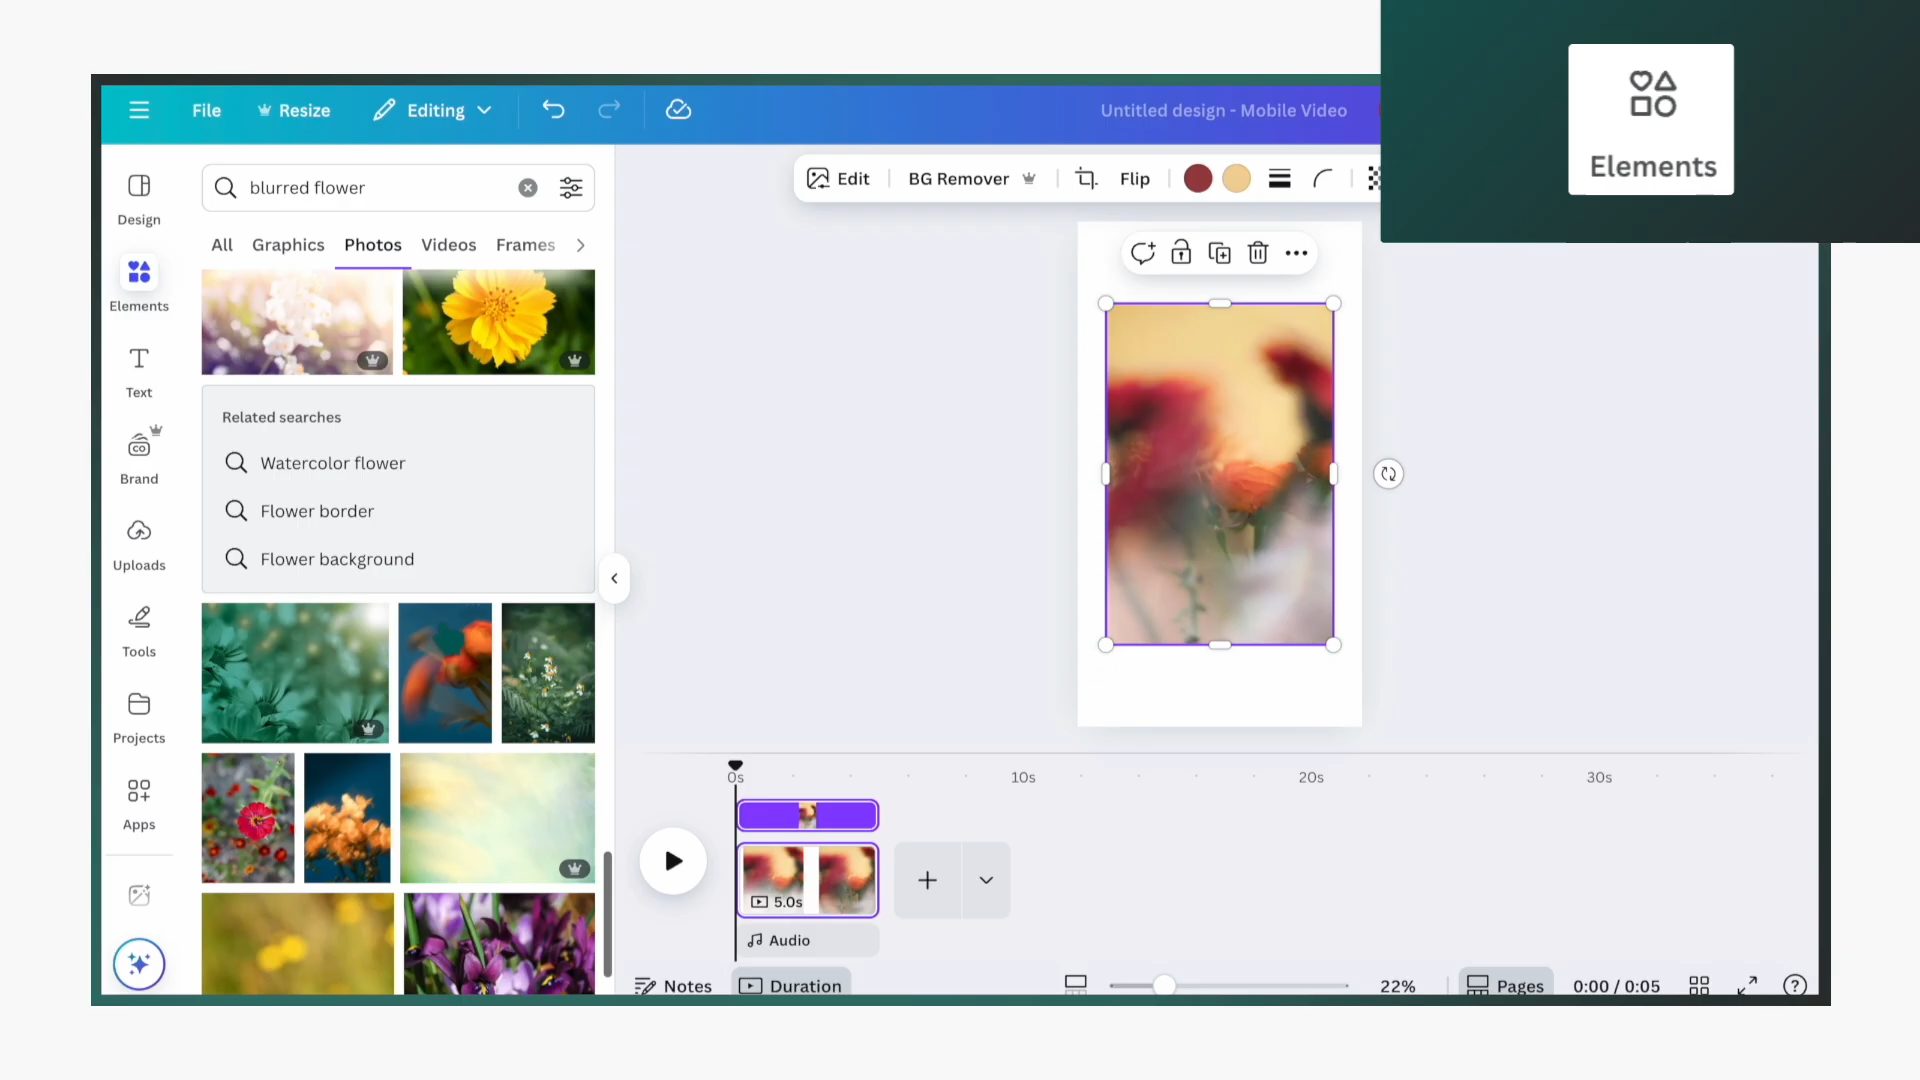 File
Resize
Editing
Untitled design - Mobile Video
Elements
Design
Elements
Text
Brand
CO
Uploads
Tools
Projects
Apps
blurred flower
All
Graphics
Photos
Videos
Frames
Related searches
Watercolor flower
Flower border
Flower background
Edit
BG Remover
Flip
0s
10s
20s
30s
5.0s
Audio
Notes
Duration
22%
Pages
0:00 / 0:05